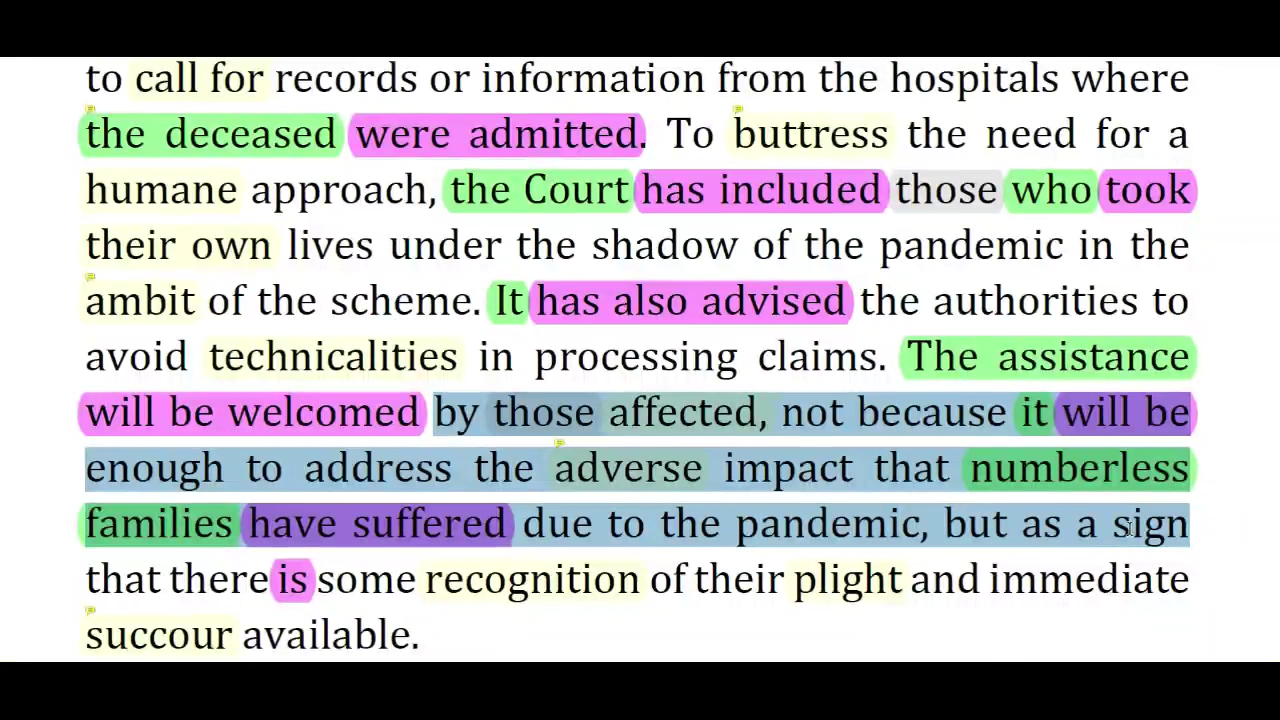 to call for records or information from the hospitals where
the deceased were admitted. To buttress the need for a
humane approach, the Court has included those who took
their own lives under the shadow of the pandemic in the
ambit of the scheme. It has also advised the authorities to
avoid technicalities in processing claims. The assistance
will be welcomed by those affected, not because it will be
enough to address the adverse impact that numberless
families have suffered due to the pandemic, but as a sign
that there is some recognition of their plight and immediate
succour available.